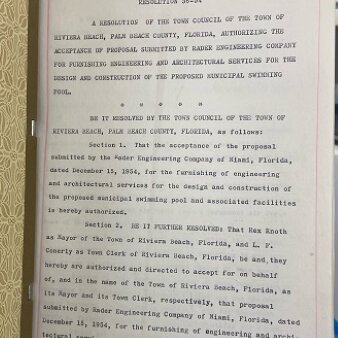 RESOLUTION 56-54
A RESOLUTION OF THE TOWN COUNCIL OF THE TOWN OF
RIVIERA BEACH, PALM BEACH COUNTY, FLORIDA, AUTHORIZING THE
ACCEPTANCE OF PROPOSAL SUBMITTED BY RADER ENGINEERING COMPANY
FOR FURNISHING ENGINEERING AND ARCHITECTURAL SERVICES FOR THE
DESIGN AND CONSTRUCTION OF THE PROPOSED MUNICIPAL SWIMMING
POOL.
* * * * *
BE IT RESOLVED BY THE TOWN COUNCIL OF THE TOWN OF
RIVIERA BEACH, PALM BEACH COUNTY, FLORIDA, as follows:
Section 1. That the acceptance of the proposal
submitted by the Rader Engineering Company of Miami, Florida,
dated December 15, 1954, for the furnishing of engineering
and architectural services for the design and construction of
the proposed municipal swimming pool and associated facilities
is hereby authorized.
Section 2. BE IT FURTHER RESOLVED: That Rex Knoth
as Mayor of the Town of Riviera Beach, Florida, and L. F.
Conerly as Town Clerk of Riviera Beach, Florida, be and they
hereby are authorized and directed to accept for on behalf
of, and in the name of the Town of Riviera Beach, Florida, as
its Mayor and its Town Clerk, respectively, that proposal
submitted by Rader Engineering Company of Miami, Florida, dated
December 15, 1954, for the furnishing of engineering and archi-
tectural